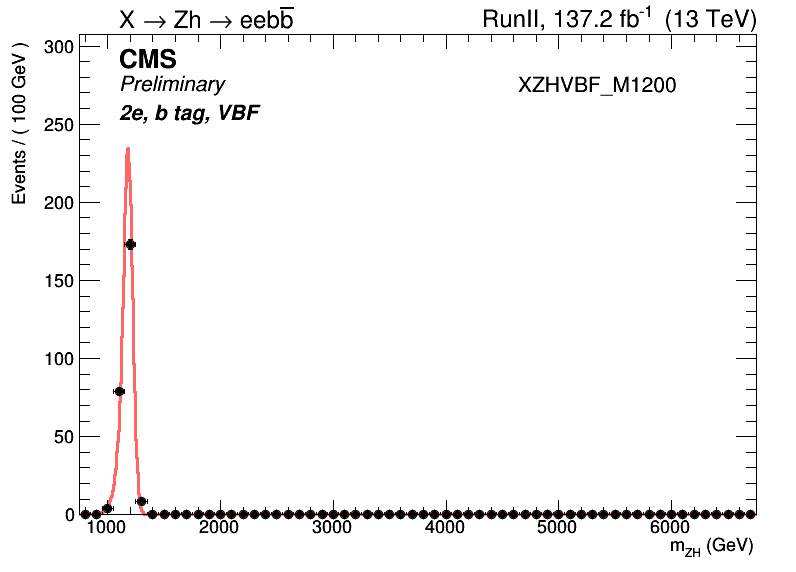 X → Zh → eebb̅ RunII, 137.2 fb⁻¹ (13 TeV)
CMS
Preliminary
XZHVBF_M1200
2e, b tag, VBF
Events / ( 100 GeV )
300
250
200
150
100
50
0
1000 2000 3000 4000 5000 6000
m_ZH (GeV)